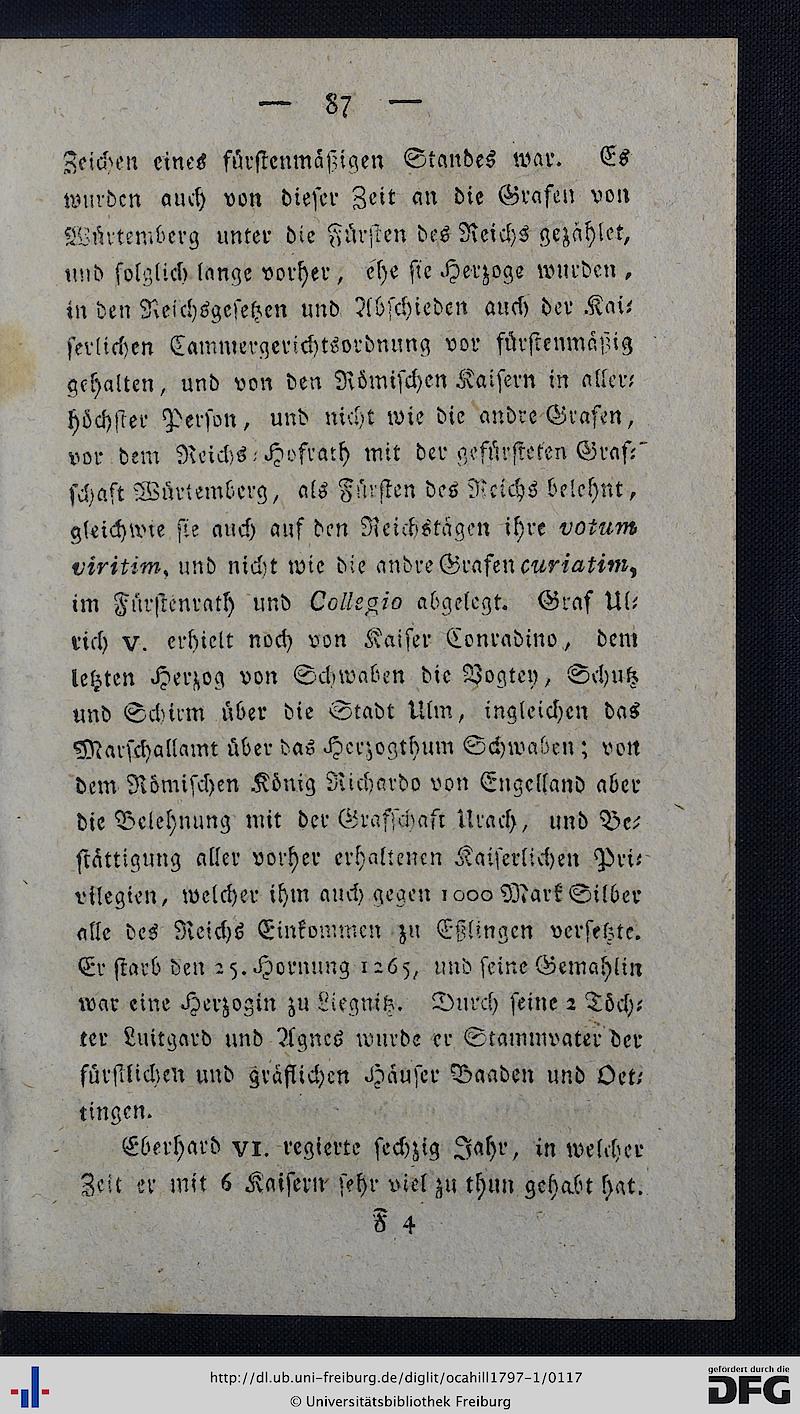 — 87 —
Zeichen eines fürstenmäßigen Standes war. Es
wurden auch von dieser Zeit an die Grafen von
Würtemberg unter die Fürsten des Reichs gezählet,
und folglich lange vorher, ehe sie Herzoge wurden,
in den Reichsgesetzen und Abschieden auch der Kai⸗
serlichen Cammergerichtsordnung vor fürstenmäßig
gehalten, und von den Römischen Kaisern in aller⸗
höchster Person, und nicht wie die andre Grafen,
vor dem Reichs⸗Hofrath mit der gefürsteten Graf⸗
schaft Würtemberg, als Fürsten des Reichs belehnt,
gleichwie sie auch auf den Reichstägen ihre votum
viritim, und nicht wie die andre Grafen curiatim,
im Fürstenrath und Collegio abgelegt. Graf Ul⸗
rich V. erhielt noch von Kaiser Conradino, dem
letzten Herzog von Schwaben die Vogtey, Schutz
und Schirm über die Stadt Ulm, ingleichen das
Marschallamt über das Herzogthum Schwaben; von
dem Römischen König Richardo von Engelland aber
die Belehnung mit der Grafschaft Urach, und Be⸗
stättigung aller vorher erhaltenen Kaiserlichen Pri⸗
vilegien, welcher ihm auch gegen 1000 Mark Silber
alle des Reichs Einkommen zu Eßlingen versetzte.
Er starb den 25. Hornung 1265, und seine Gemahlin
war eine Herzogin zu Liegnitz. Durch seine 2 Töch⸗
ter Luitgard und Agnes wurde er Stammvater der
fürstlichen und gräflichen Häuser Baaden und Oet⸗
tingen.
Eberhard VI. regierte sechzig Jahr, in welcher
Zeit er mit 6 Kaisern sehr viel zu thun gehabt hat.
F 4
http://dl.ub.uni-freiburg.de/diglit/ocahill1797-1/0117
© Universitätsbibliothek Freiburg
gefördert durch die
DFG